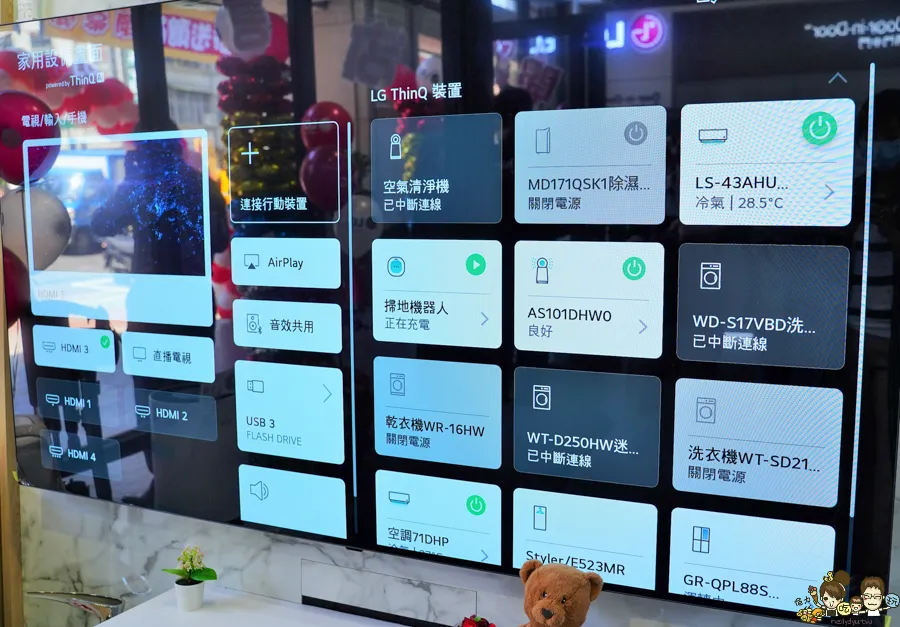 家用設備畫面
powered by ThinQ AI
電視/輸入/手機
HDMI 3
HDMI 3
直播電視
HDMI 1
HDMI 2
HDMI 4
連接行動裝置
AirPlay
音效共用
USB 3
FLASH DRIVE
LG ThinQ 裝置
空氣清淨機
已中斷連線
MD171QSK1除濕...
關閉電源
LS-43AHU...
冷氣 | 28.5°C
掃地機器人
正在充電
AS101DHW0
良好
WD-S17VBD洗...
已中斷連線
乾衣機WR-16HW
關閉電源
WT-D250HW迷...
已中斷連線
洗衣機WT-SD21...
關閉電源
空調71DHP
Styler/E523MR
GR-QPL88S...